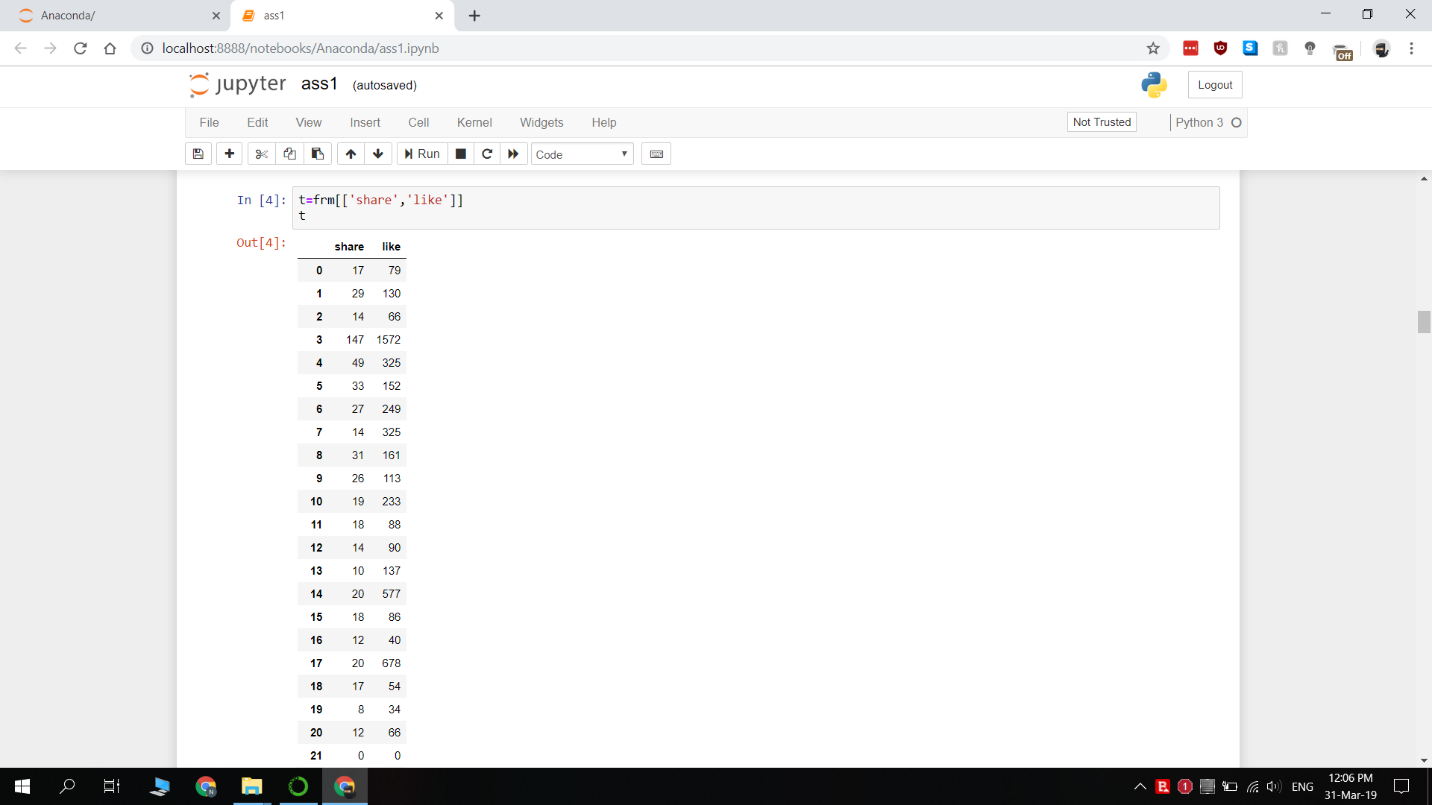 Anaconda/
ass1
localhost:8888/notebooks/Anaconda/ass1.ipynb
Off
jupyter ass1 (autosaved)
Logout
File Edit View Insert Cell Kernel Widgets Help
Not Trusted
Python 3
Run
Code
In [4]: t=frm[['share','like']]
t
Out[4]:
share like
0 17 79
1 29 130
2 14 66
3 147 1572
4 49 325
5 33 152
6 27 249
7 14 325
8 31 161
9 26 113
10 19 233
11 18 88
12 14 90
13 10 137
14 20 577
15 18 86
16 12 40
17 20 678
18 17 54
19 8 34
20 12 66
21 0 0
ENG
12:06 PM
31-Mar-19